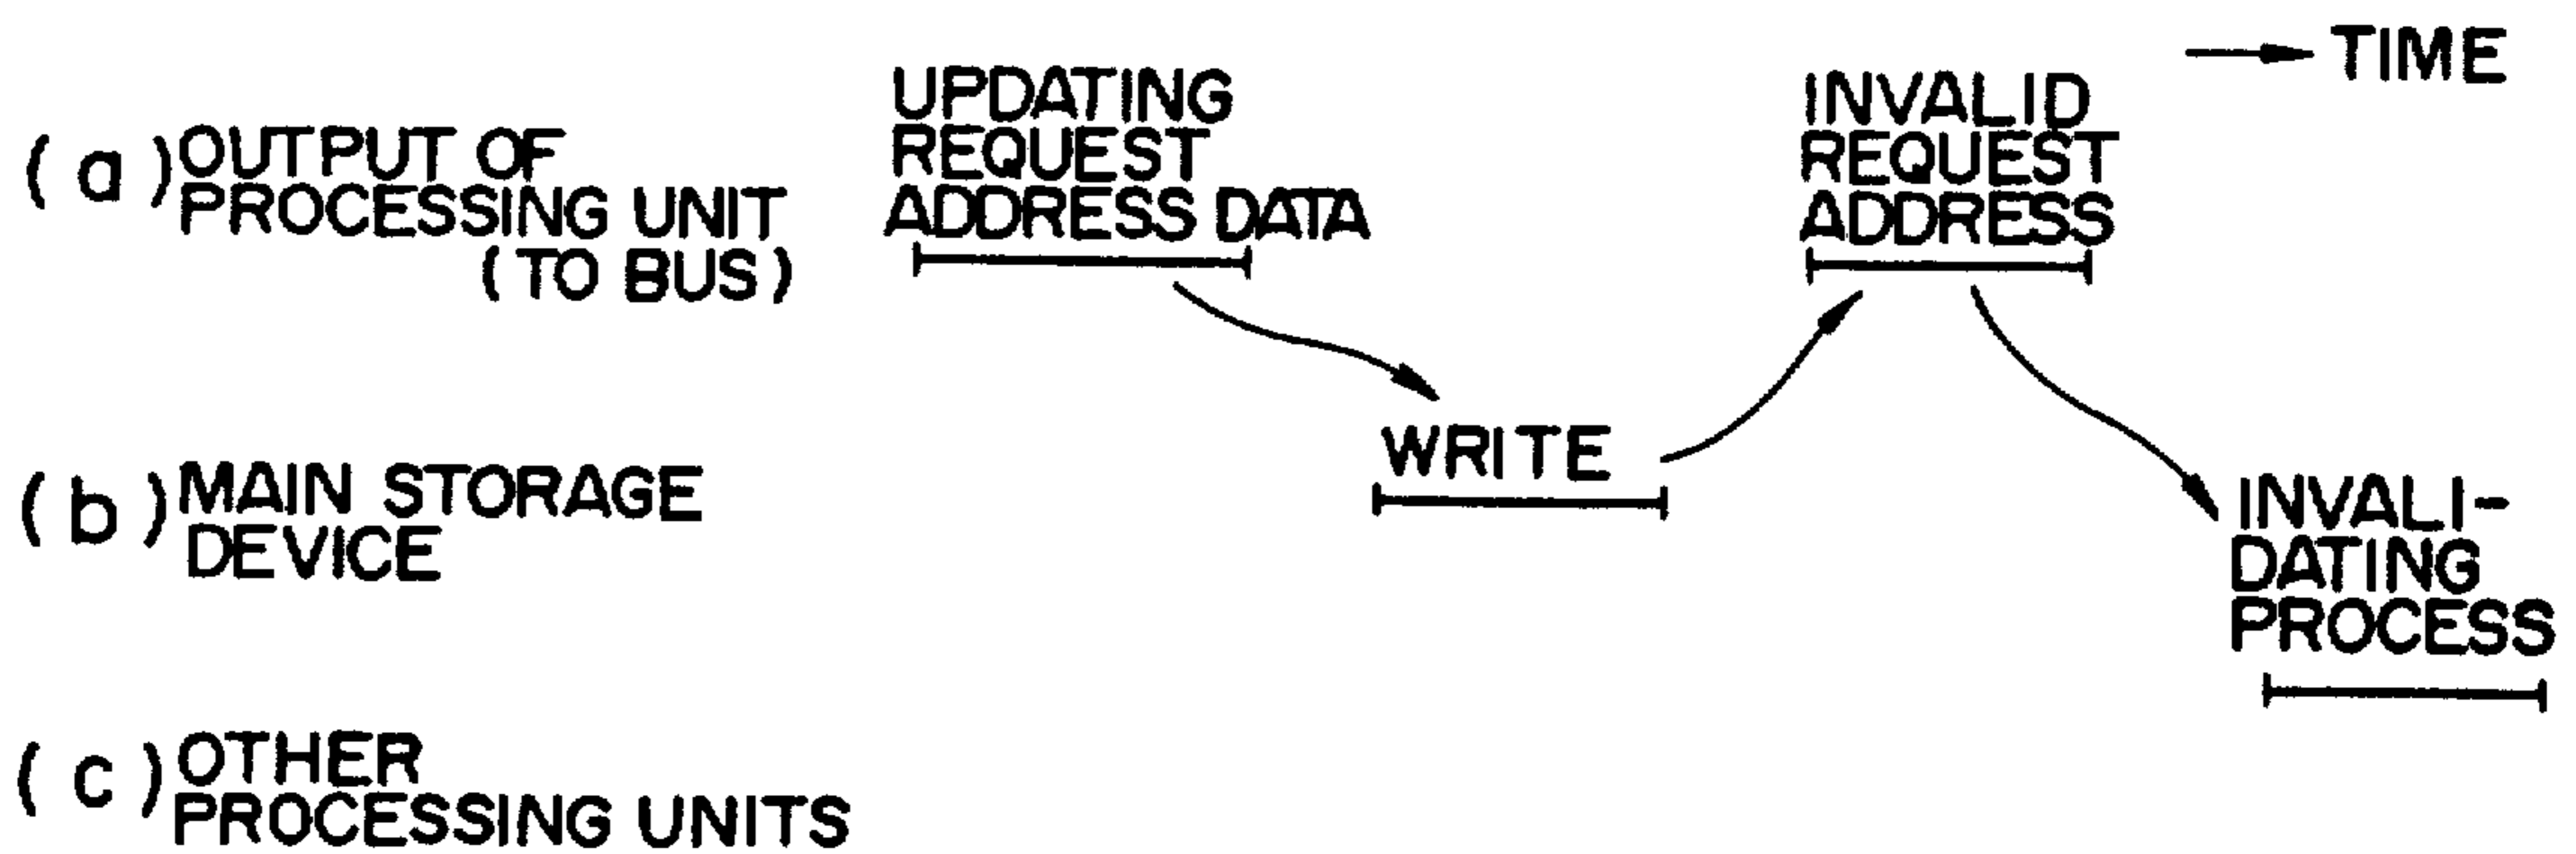 → TIME
(a) OUTPUT OF
PROCESSING UNIT
(TO BUS)
UPDATING
REQUEST
ADDRESS DATA
INVALID
REQUEST
ADDRESS
(b) MAIN STORAGE
DEVICE
WRITE
INVALI-
DATING
PROCESS
(c) OTHER
PROCESSING UNITS